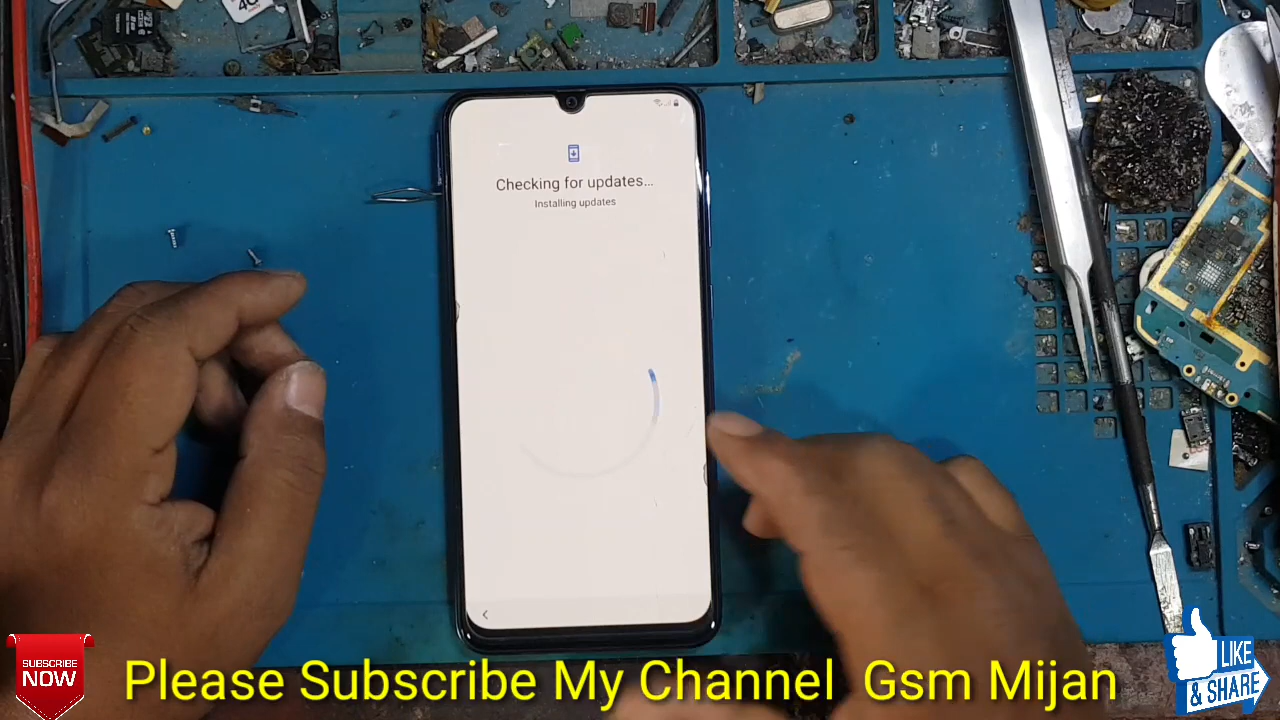 Checking for updates...
Installing updates
SUBSCRIBE
NOW
Please Subscribe My Channel Gsm Mijan
LIKE
& SHARE